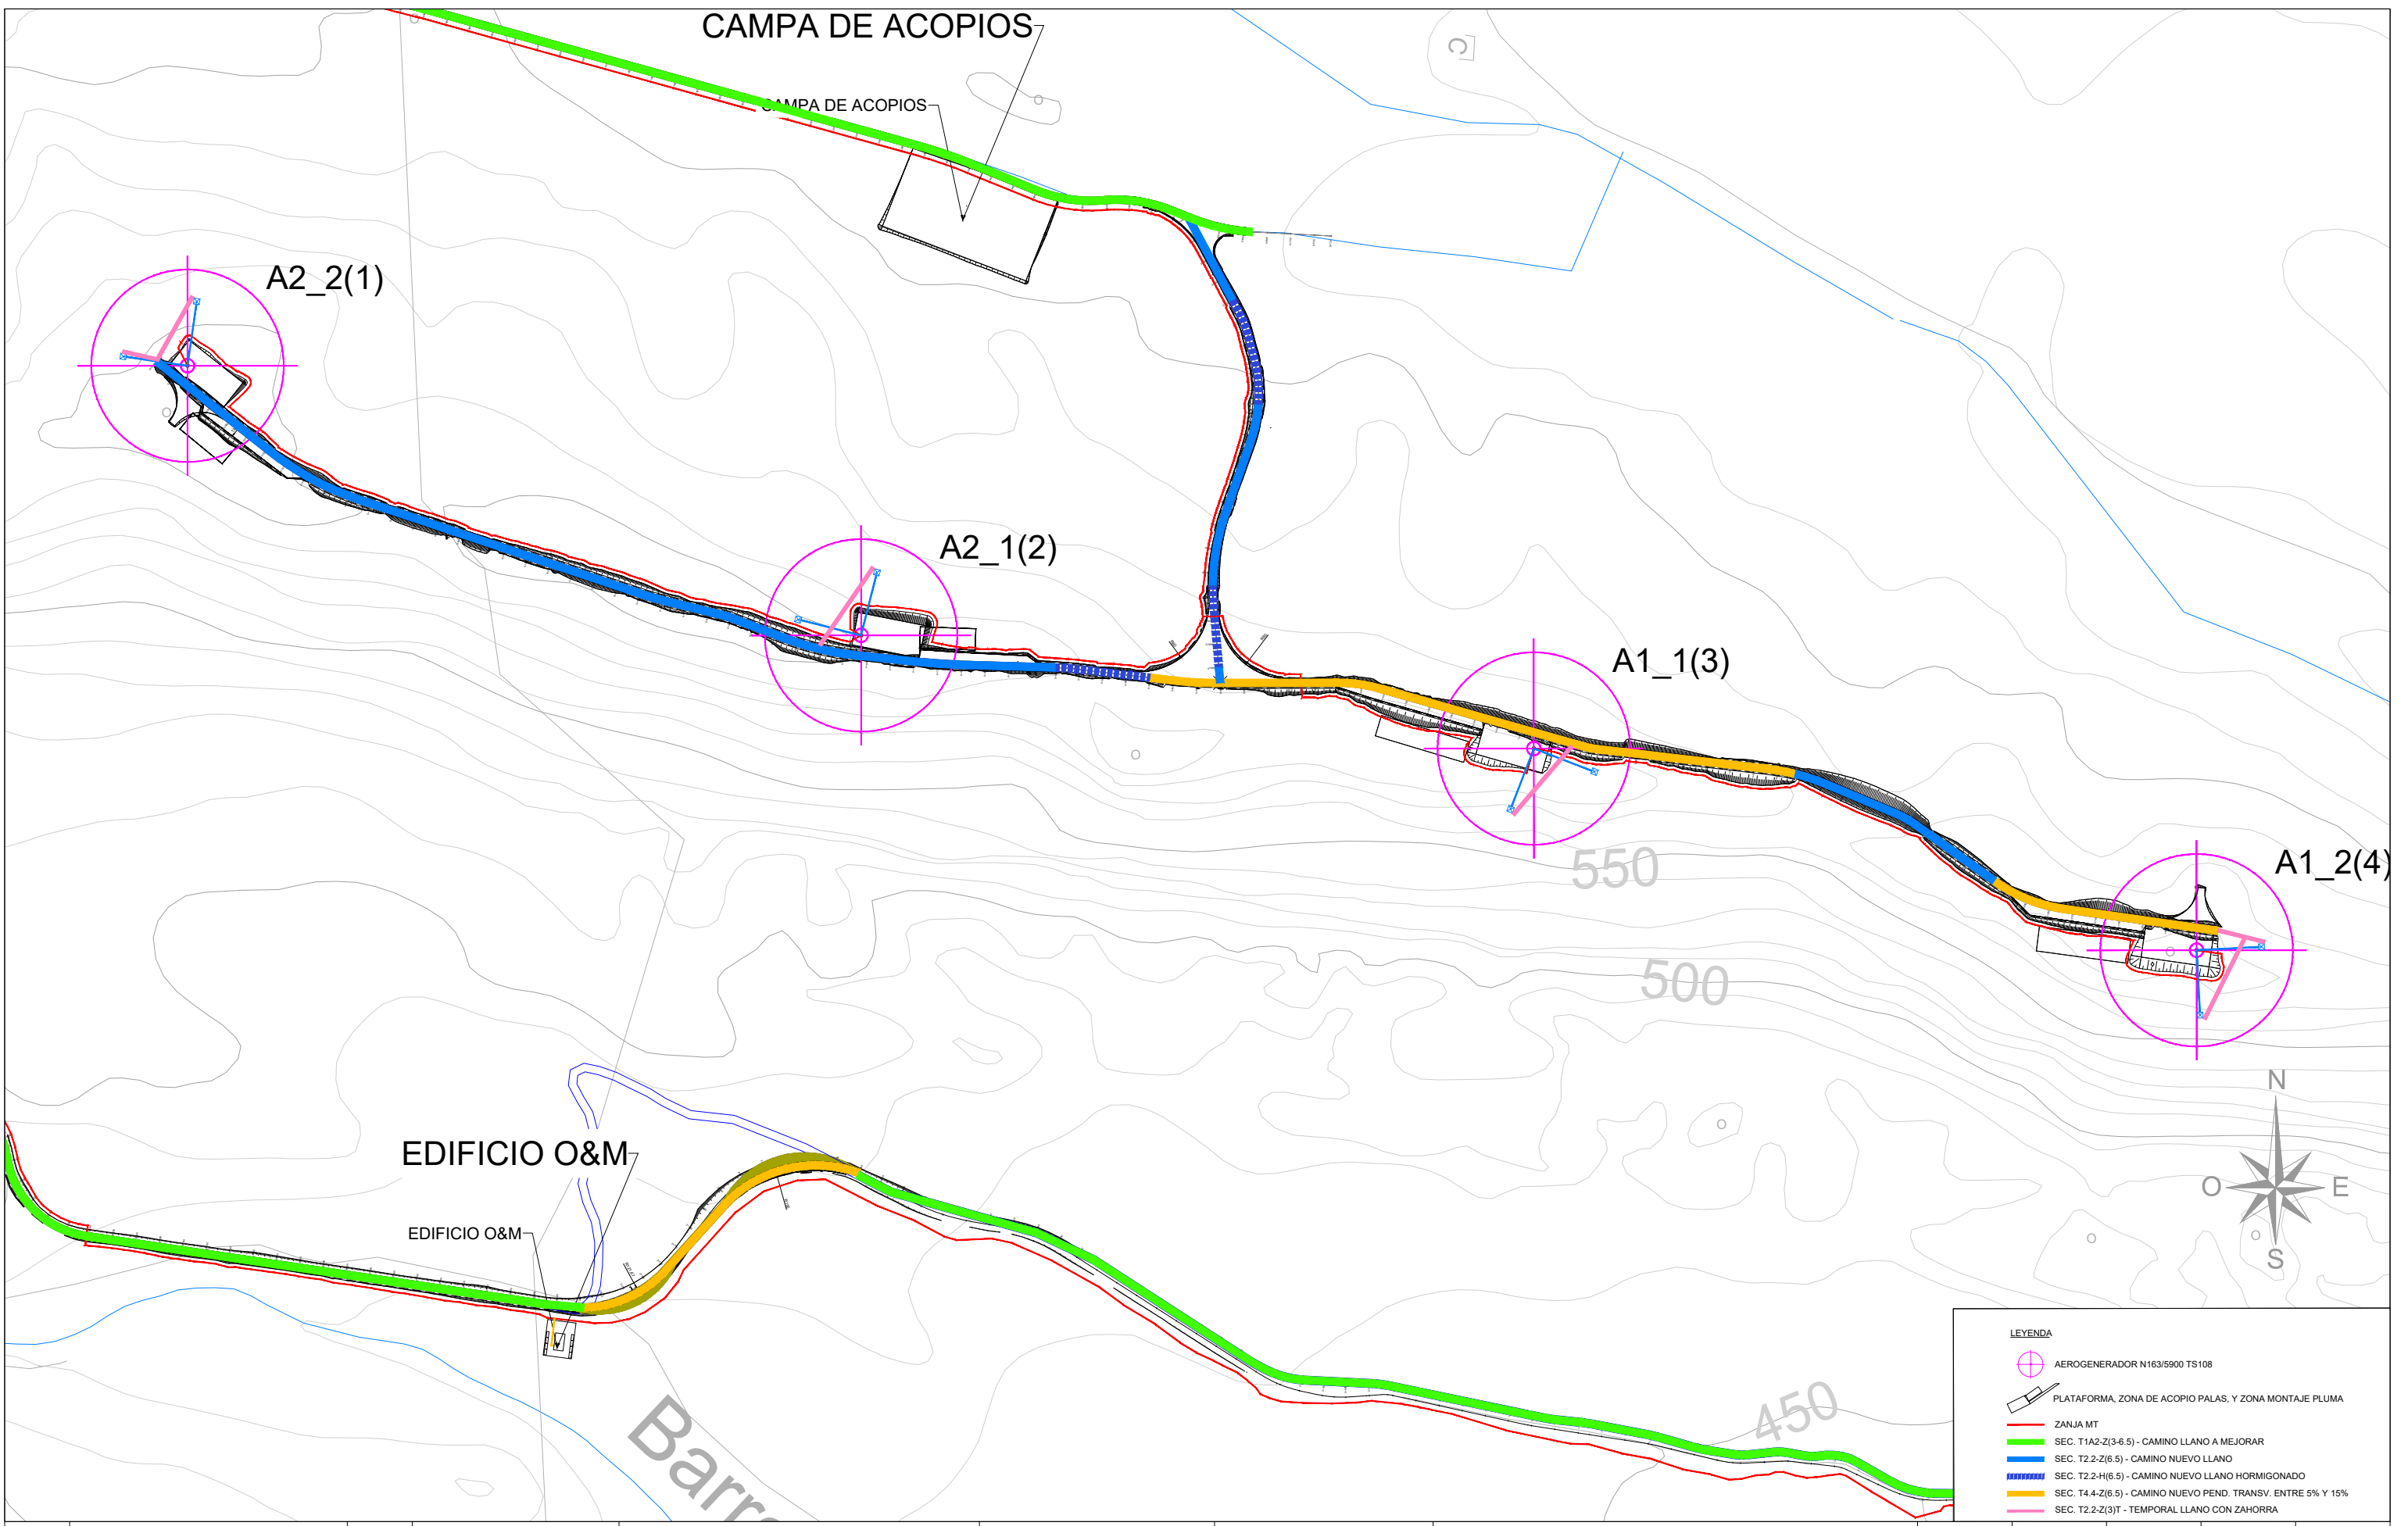 CAMPA DE ACOPIOS
CAMPA DE ACOPIOS
A2_2(1)
A2_1(2)
A1_1(3)
A1_2(4)
550
500
N
O
E
S
EDIFICIO O&M
EDIFICIO O&M
450
Barr
LEYENDA
AEROGENERADOR N163/5900 TS108
PLATAFORMA, ZONA DE ACOPIO PALAS, Y ZONA MONTAJE PLUMA
ZANJA MT
SEC. T1A2-Z(3-6.5) - CAMINO LLANO A MEJORAR
SEC. T2.2-Z(6.5) - CAMINO NUEVO LLANO
SEC. T2.2-H(6.5) - CAMINO NUEVO LLANO HORMIGONADO
SEC. T4.4-Z(6.5) - CAMINO NUEVO PEND. TRANSV. ENTRE 5% Y 15%
SEC. T2.2-Z(3)T - TEMPORAL LLANO CON ZAHORRA